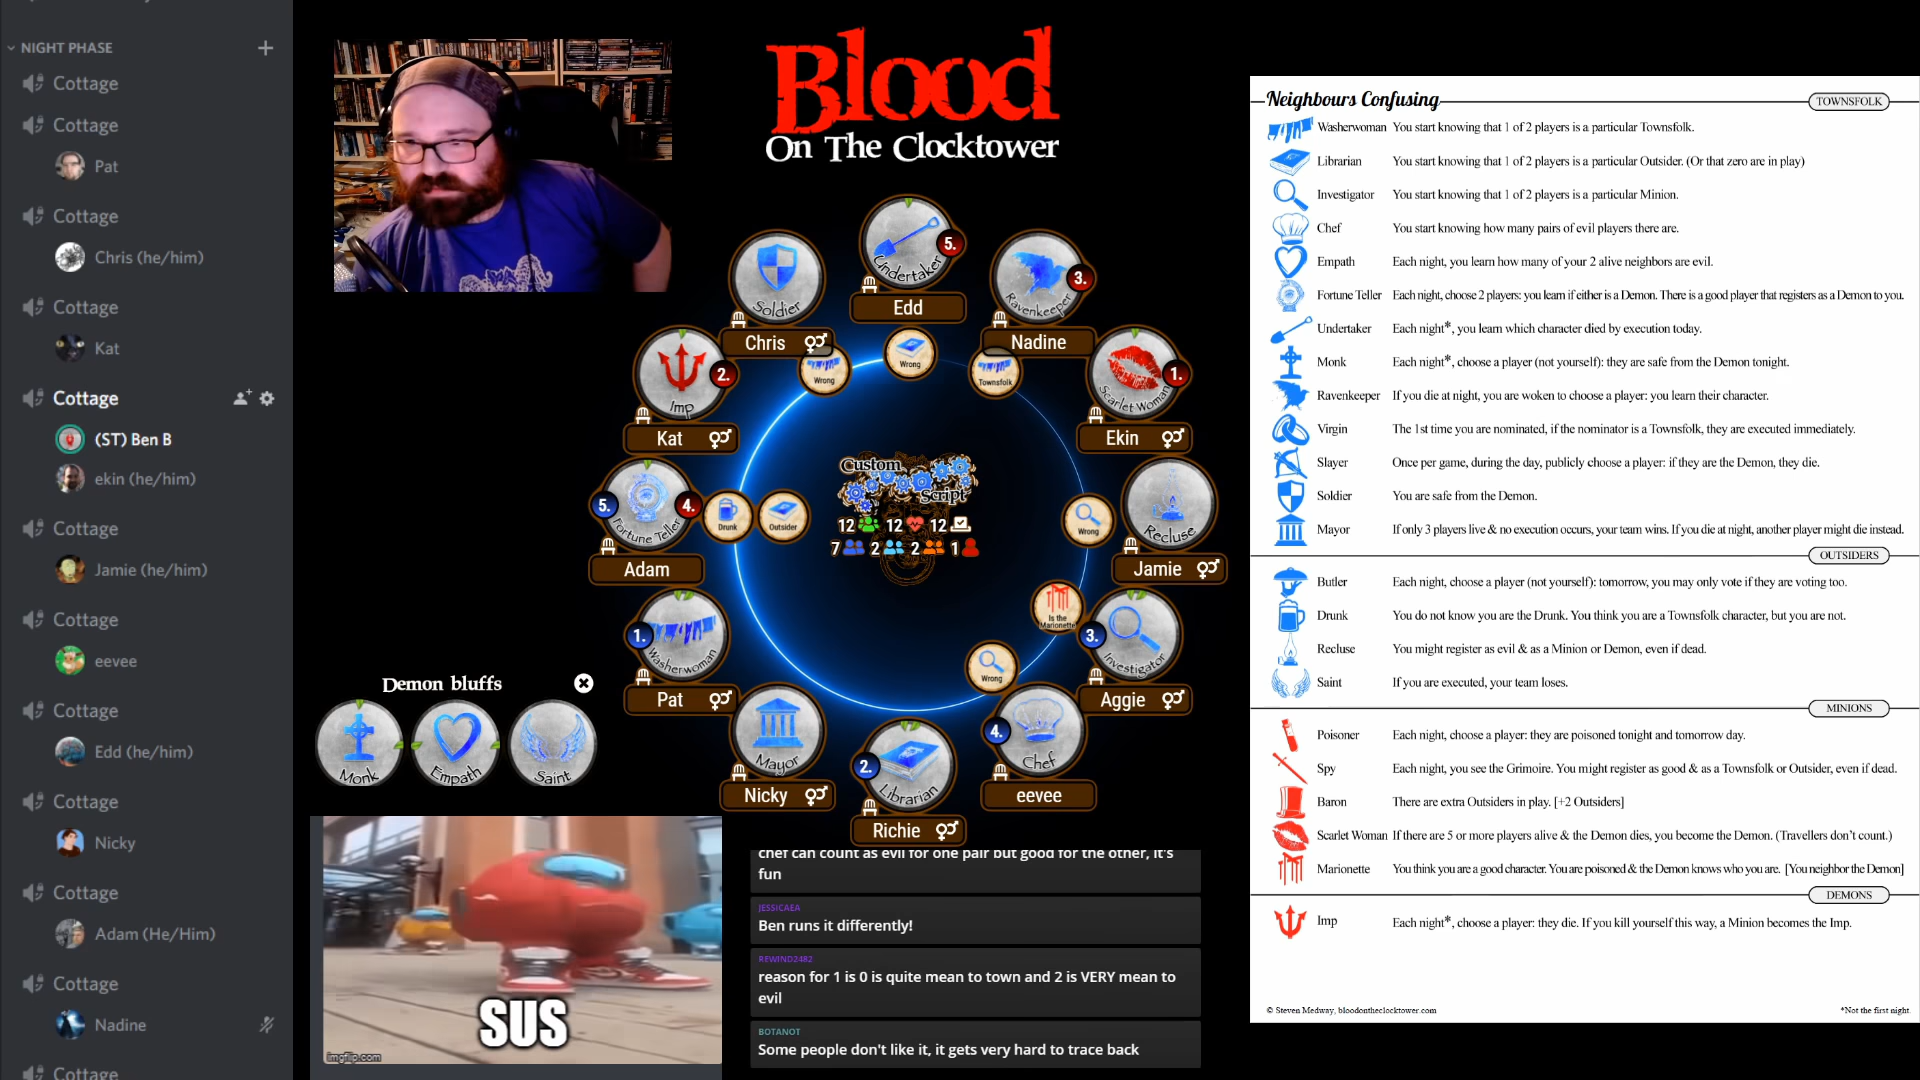 NIGHT PHASE
Cottage
Cottage
Pat
Cottage
Chris (he/him)
Cottage
Kat
Cottage
(ST) Ben B
ekin (he/him)
Cottage
Jamie (he/him)
Cottage
eevee
Cottage
Edd (he/him)
Cottage
Nicky
Cottage
Adam (He/Him)
Cottage
Nadine
Cottage
Blood
On The Clocktower
Undertaker
5.
Edd
Ravenkeeper
3.
Nadine
Scarlet Woman
1.
Ekin
Recluse
Jamie
Investigator
3.
Aggie
Chef
4.
eevee
Librarian
2.
Richie
Mayor
Nicky
Washerwoman
1.
Pat
Fortune Teller
5.
4.
Adam
Imp
2.
Kat
Soldier
Chris
Wrong
Wrong
Townsfolk
Wrong
Is the Marionette
Wrong
Drunk
Outsider
Custom
Script
12 12 12
7 2 2 1
Demon bluffs
Monk
Empath
Saint
SUS
imgflip.com
chef can count as evil for one pair but good for the other, it's
fun
JESSICAEA
Ben runs it differently!
REWIND2482
reason for 1 is 0 is quite mean to town and 2 is VERY mean to
evil
BOTANOT
Some people don't like it, it gets very hard to trace back
Neighbours Confusing
TOWNSFOLK
Washerwoman You start knowing that 1 of 2 players is a particular Townsfolk.
Librarian You start knowing that 1 of 2 players is a particular Outsider. (Or that zero are in play)
Investigator You start knowing that 1 of 2 players is a particular Minion.
Chef You start knowing how many pairs of evil players there are.
Empath Each night, you learn how many of your 2 alive neighbors are evil.
Fortune Teller Each night, choose 2 players: you learn if either is a Demon. There is a good player that registers as a Demon to you.
Undertaker Each night*, you learn which character died by execution today.
Monk Each night*, choose a player (not yourself): they are safe from the Demon tonight.
Ravenkeeper If you die at night, you are woken to choose a player: you learn their character.
Virgin The 1st time you are nominated, if the nominator is a Townsfolk, they are executed immediately.
Slayer Once per game, during the day, publicly choose a player: if they are the Demon, they die.
Soldier You are safe from the Demon.
Mayor If only 3 players live & no execution occurs, your team wins. If you die at night, another player might die instead.
OUTSIDERS
Butler Each night, choose a player (not yourself): tomorrow, you may only vote if they are voting too.
Drunk You do not know you are the Drunk. You think you are a Townsfolk character, but you are not.
Recluse You might register as evil & as a Minion or Demon, even if dead.
Saint If you are executed, your team loses.
MINIONS
Poisoner Each night, choose a player: they are poisoned tonight and tomorrow day.
Spy Each night, you see the Grimoire. You might register as good & as a Townsfolk or Outsider, even if dead.
Baron There are extra Outsiders in play. [+2 Outsiders]
Scarlet Woman If there are 5 or more players alive & the Demon dies, you become the Demon. (Travellers don't count.)
Marionette You think you are a good character. You are poisoned & the Demon knows who you are. [You neighbor the Demon]
DEMONS
Imp Each night*, choose a player: they die. If you kill yourself this way, a Minion becomes the Imp.
© Steven Medway, bloodontheclocktower.com
*Not the first night.